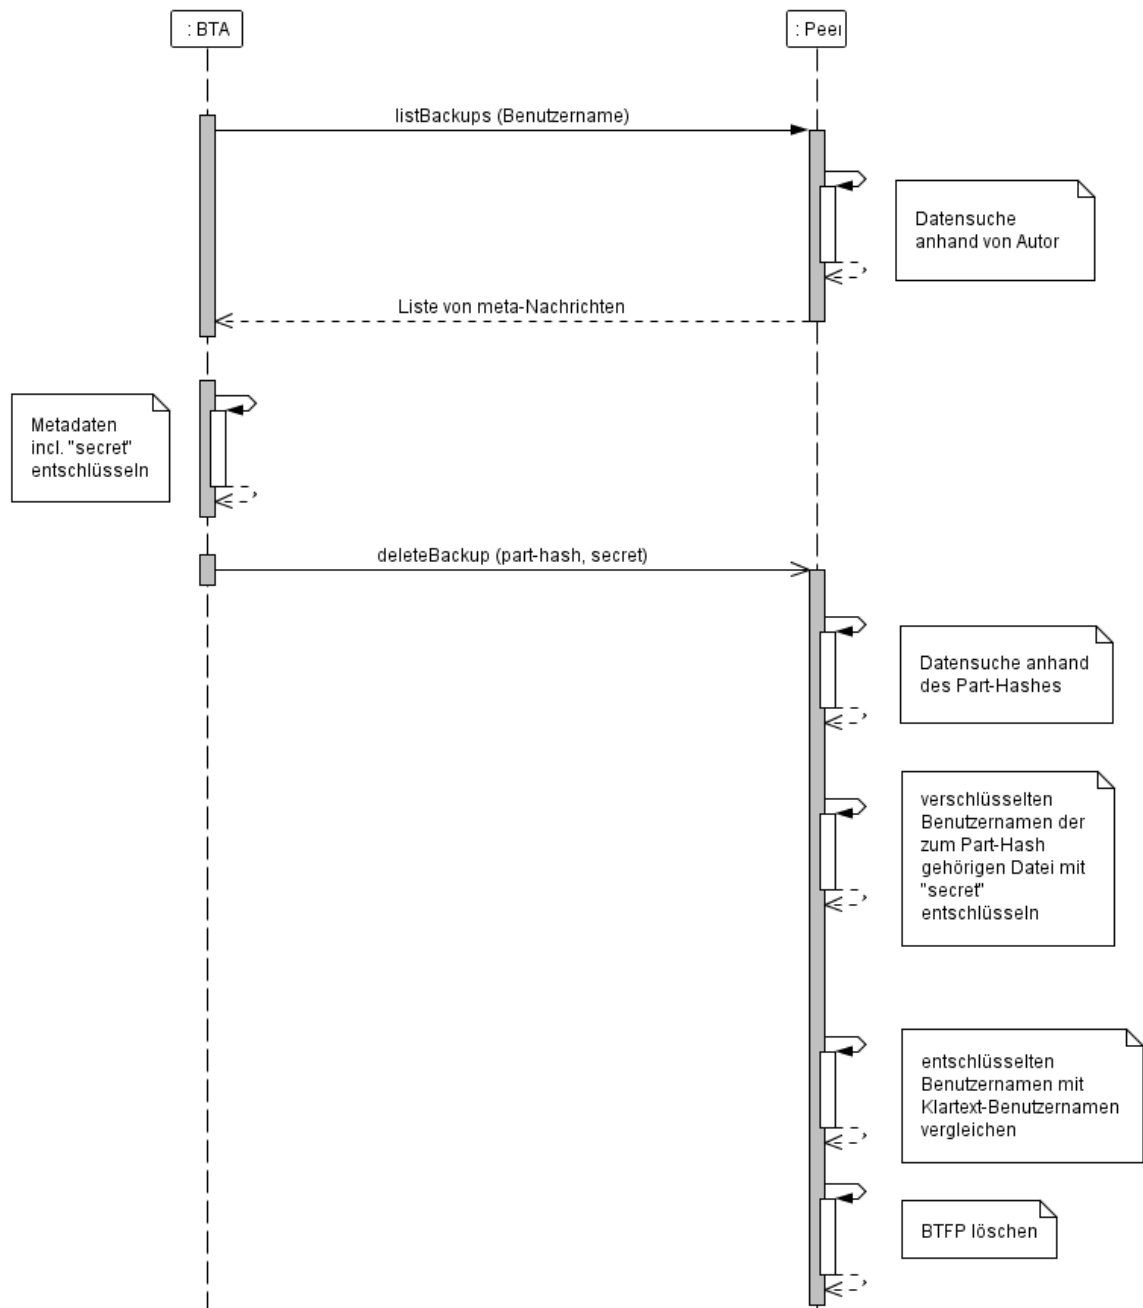 : BTA
: Peer
listBackups (Benutzername)
Datensuche
anhand von Autor
Liste von meta-Nachrichten
Metadaten
incl. "secret"
entschlüsseln
deleteBackup (part-hash, secret)
Datensuche anhand
des Part-Hashes
verschlüsselten
Benutzernamen der
zum Part-Hash
gehörigen Datei mit
"secret"
entschlüsseln
entschlüsselten
Benutzernamen mit
Klartext-Benutzernamen
vergleichen
BTFP löschen